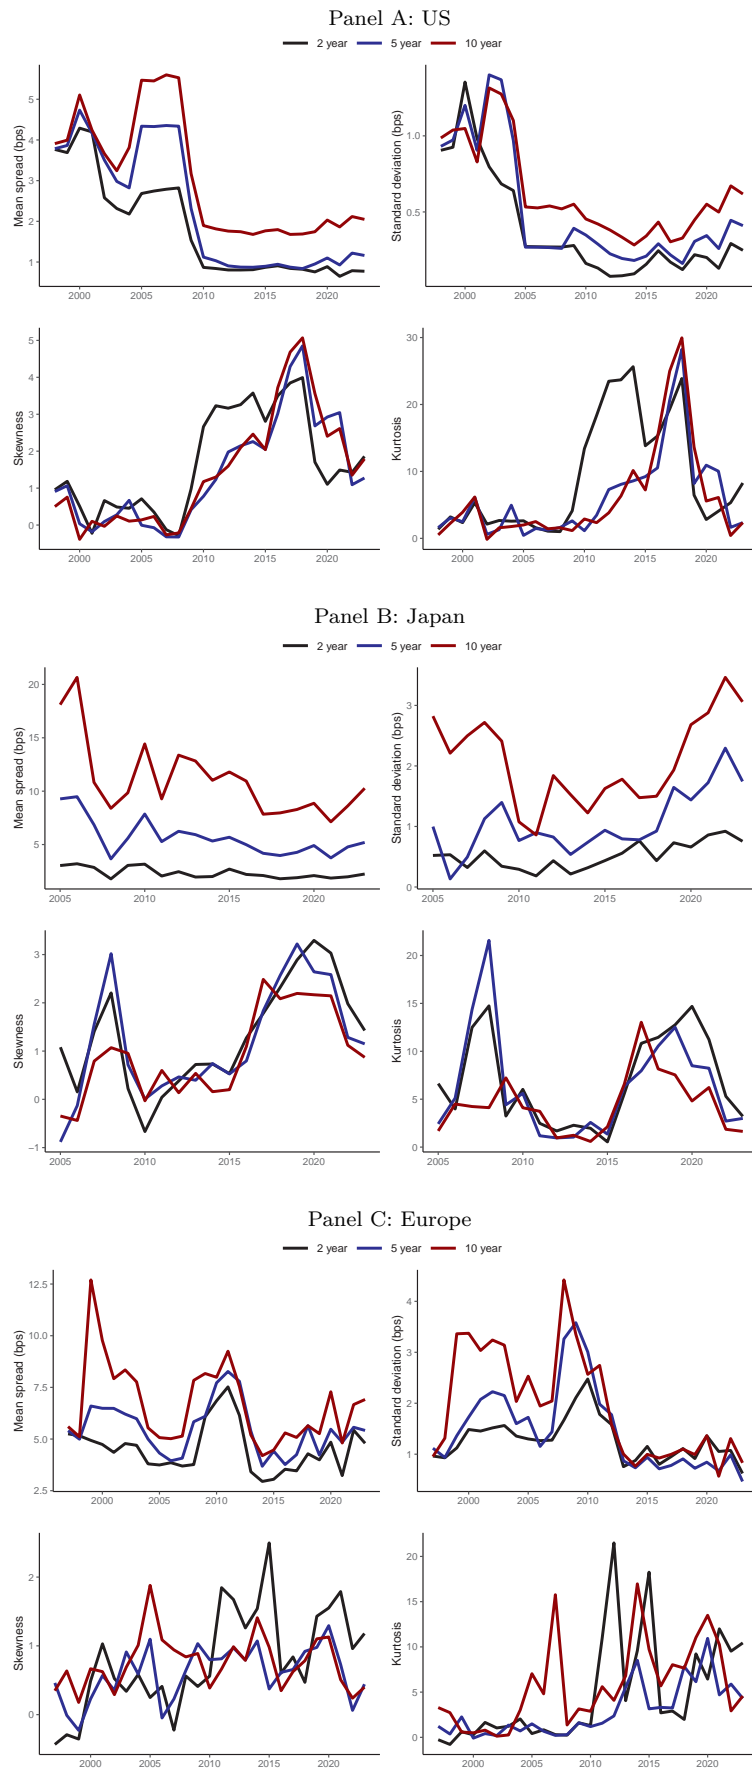 Panel A: US
2 year 5 year 10 year
Mean spread (bps)
5
4
3
2
1
2000 2005 2010 2015 2020
Standard deviation (bps)
1.0
0.5
2000 2005 2010 2015 2020
Skewness
5
4
3
2
1
0
2000 2005 2010 2015 2020
Kurtosis
30
20
10
0
2000 2005 2010 2015 2020
Panel B: Japan
2 year 5 year 10 year
Mean spread (bps)
20
15
10
5
2005 2010 2015 2020
Standard deviation (bps)
3
2
1
0
2005 2010 2015 2020
Skewness
3
2
1
0
−1
2005 2010 2015 2020
Kurtosis
20
15
10
5
0
2005 2010 2015 2020
Panel C: Europe
2 year 5 year 10 year
Mean spread (bps)
12.5
10.0
7.5
5.0
2.5
2000 2005 2010 2015 2020
Standard deviation (bps)
4
3
2
1
2000 2005 2010 2015 2020
Skewness
2
1
0
2000 2005 2010 2015 2020
Kurtosis
20
15
10
5
0
2000 2005 2010 2015 2020